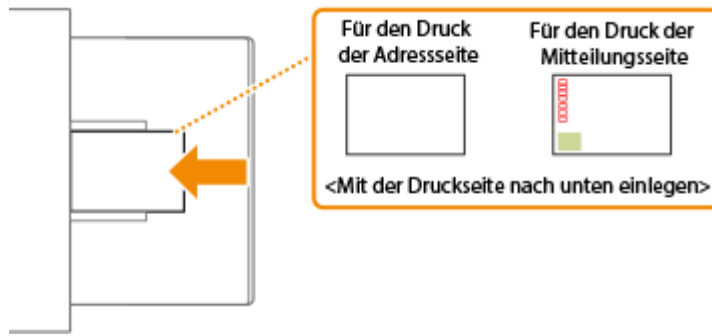 Für den Druck
der Adressseite
Für den Druck der
Mitteilungsseite
<Mit der Druckseite nach unten einlegen>